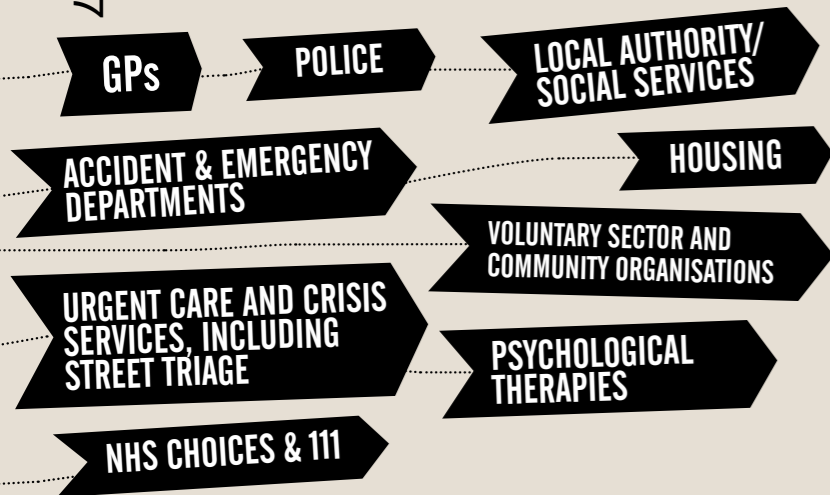 GPs
POLICE
LOCAL AUTHORITY/
SOCIAL SERVICES
ACCIDENT & EMERGENCY
DEPARTMENTS
HOUSING
VOLUNTARY SECTOR AND
COMMUNITY ORGANISATIONS
URGENT CARE AND CRISIS
SERVICES, INCLUDING
STREET TRIAGE
PSYCHOLOGICAL
THERAPIES
NHS CHOICES & 111